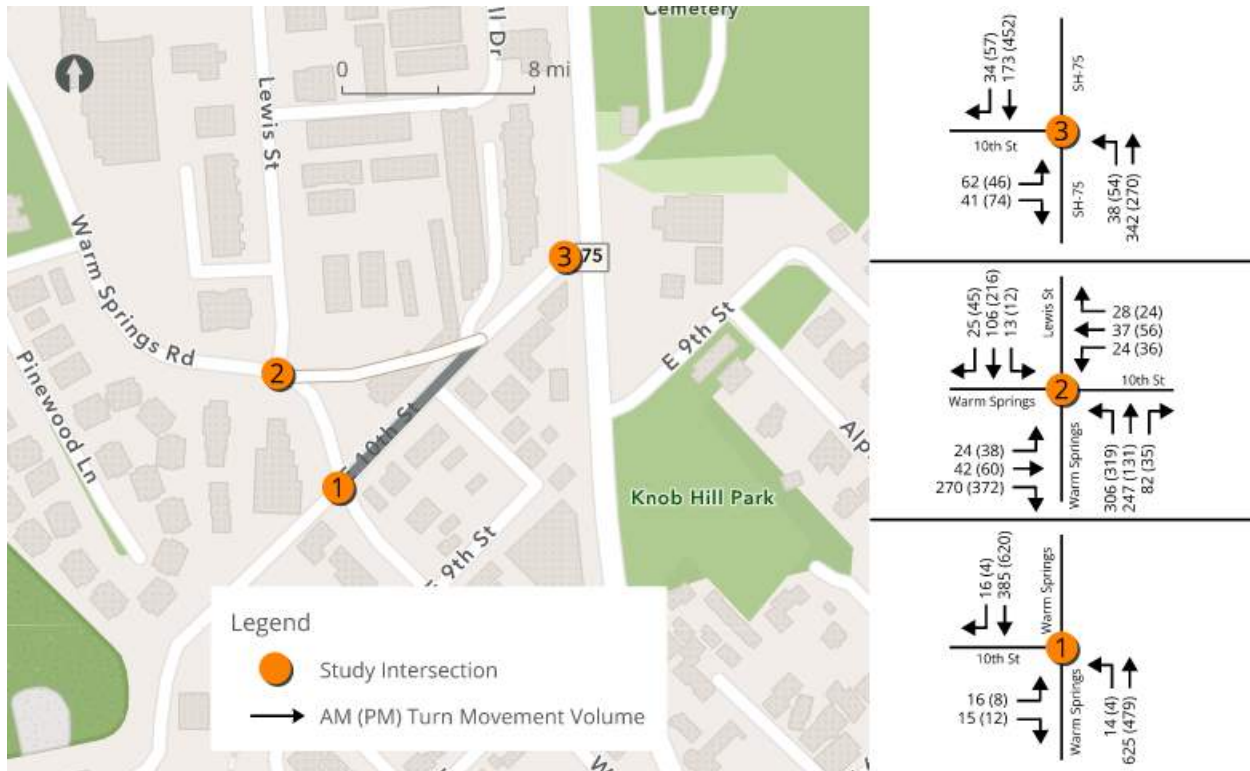 Cemetery
ll Dr
Lewis St
0 8 mi
Warm Springs Rd
Pinewood Ln
3
75
2
1
E 9th St
10th St
Knob Hill Park
E 9th St
Legend
Study Intersection
AM (PM) Turn Movement Volume
34 (57)
173 (452)
SH-75
3
10th St
62 (46)
41 (74)
SH-75
38 (54)
342 (270)
25 (45)
106 (216)
13 (12)
Lewis St
28 (24)
37 (56)
24 (36)
2
10th St
Warm Springs
24 (38)
42 (60)
270 (372)
Warm Springs
306 (319)
247 (131)
82 (35)
16 (4)
385 (620)
Warm Springs
1
10th St
16 (8)
15 (12)
Warm Springs
14 (4)
625 (479)